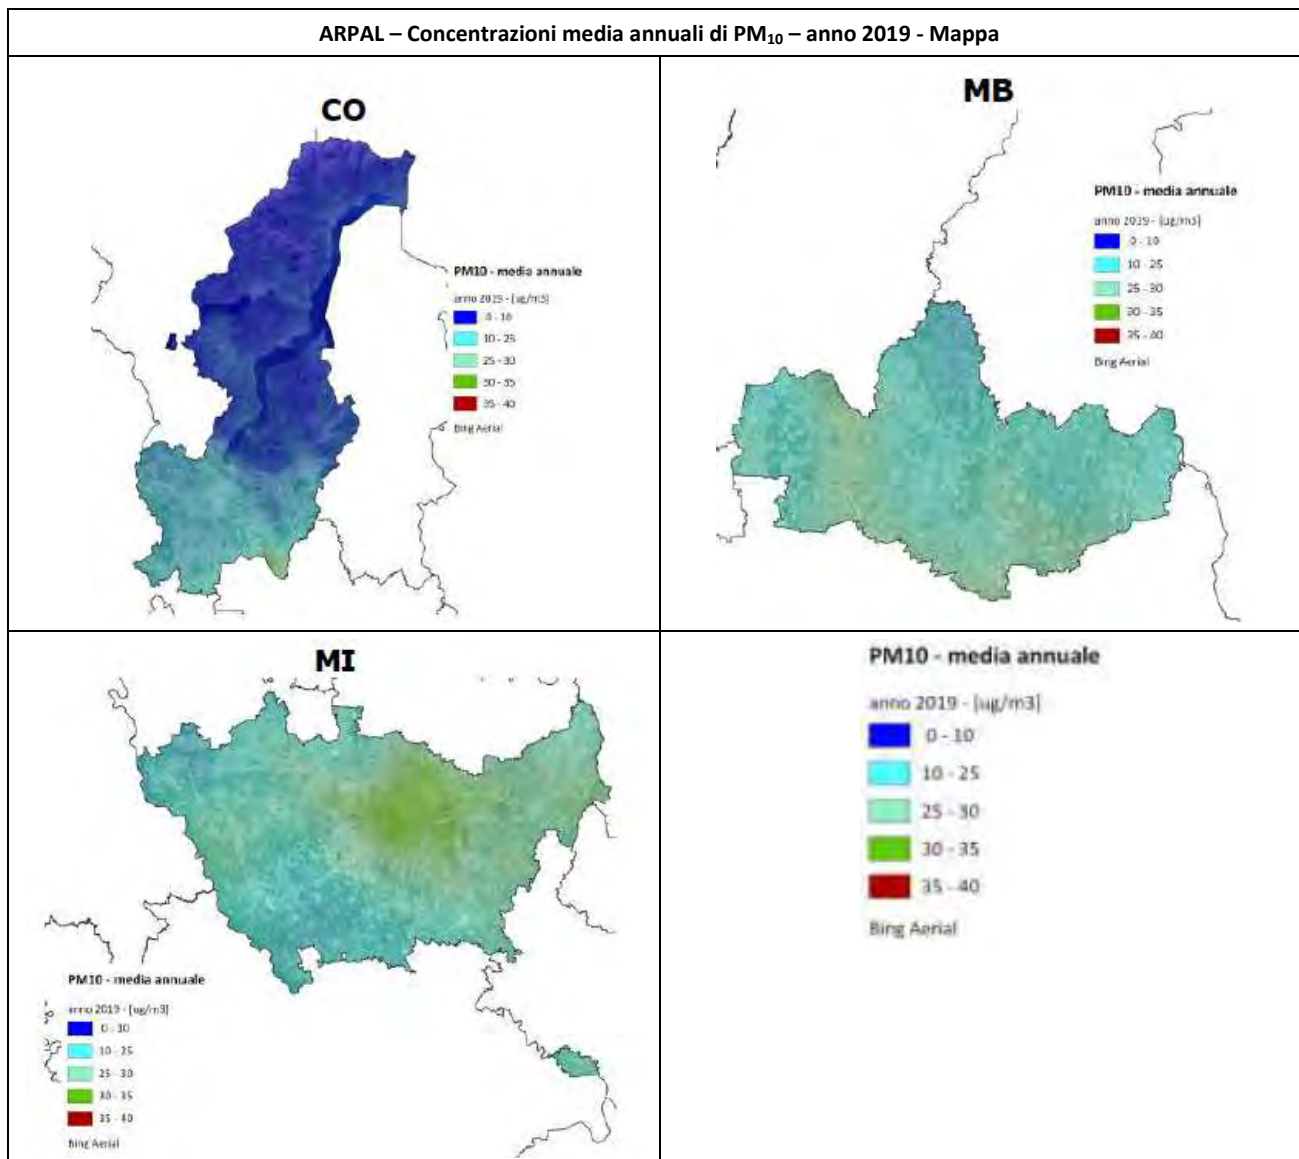 ARPAL – Concentrazioni media annuali di PM10 – anno 2019 - Mappa
CO
PM10 - media annuale
anno 2019 - [ug/m3]
0 - 10
10 - 25
25 - 30
30 - 35
35 - 40
Bing Aerial
MB
PM10 - media annuale
anno 2019 - [ug/m3]
0 - 10
10 - 25
25 - 30
30 - 35
35 - 40
Bing Aerial
MI
PM10 - media annuale
anno 2019 - [ug/m3]
0 - 10
10 - 25
25 - 30
30 - 35
35 - 40
Bing Aerial
PM10 - media annuale
anno 2019 - [ug/m3]
0 - 10
10 - 25
25 - 30
30 - 35
35 - 40
Bing Aerial